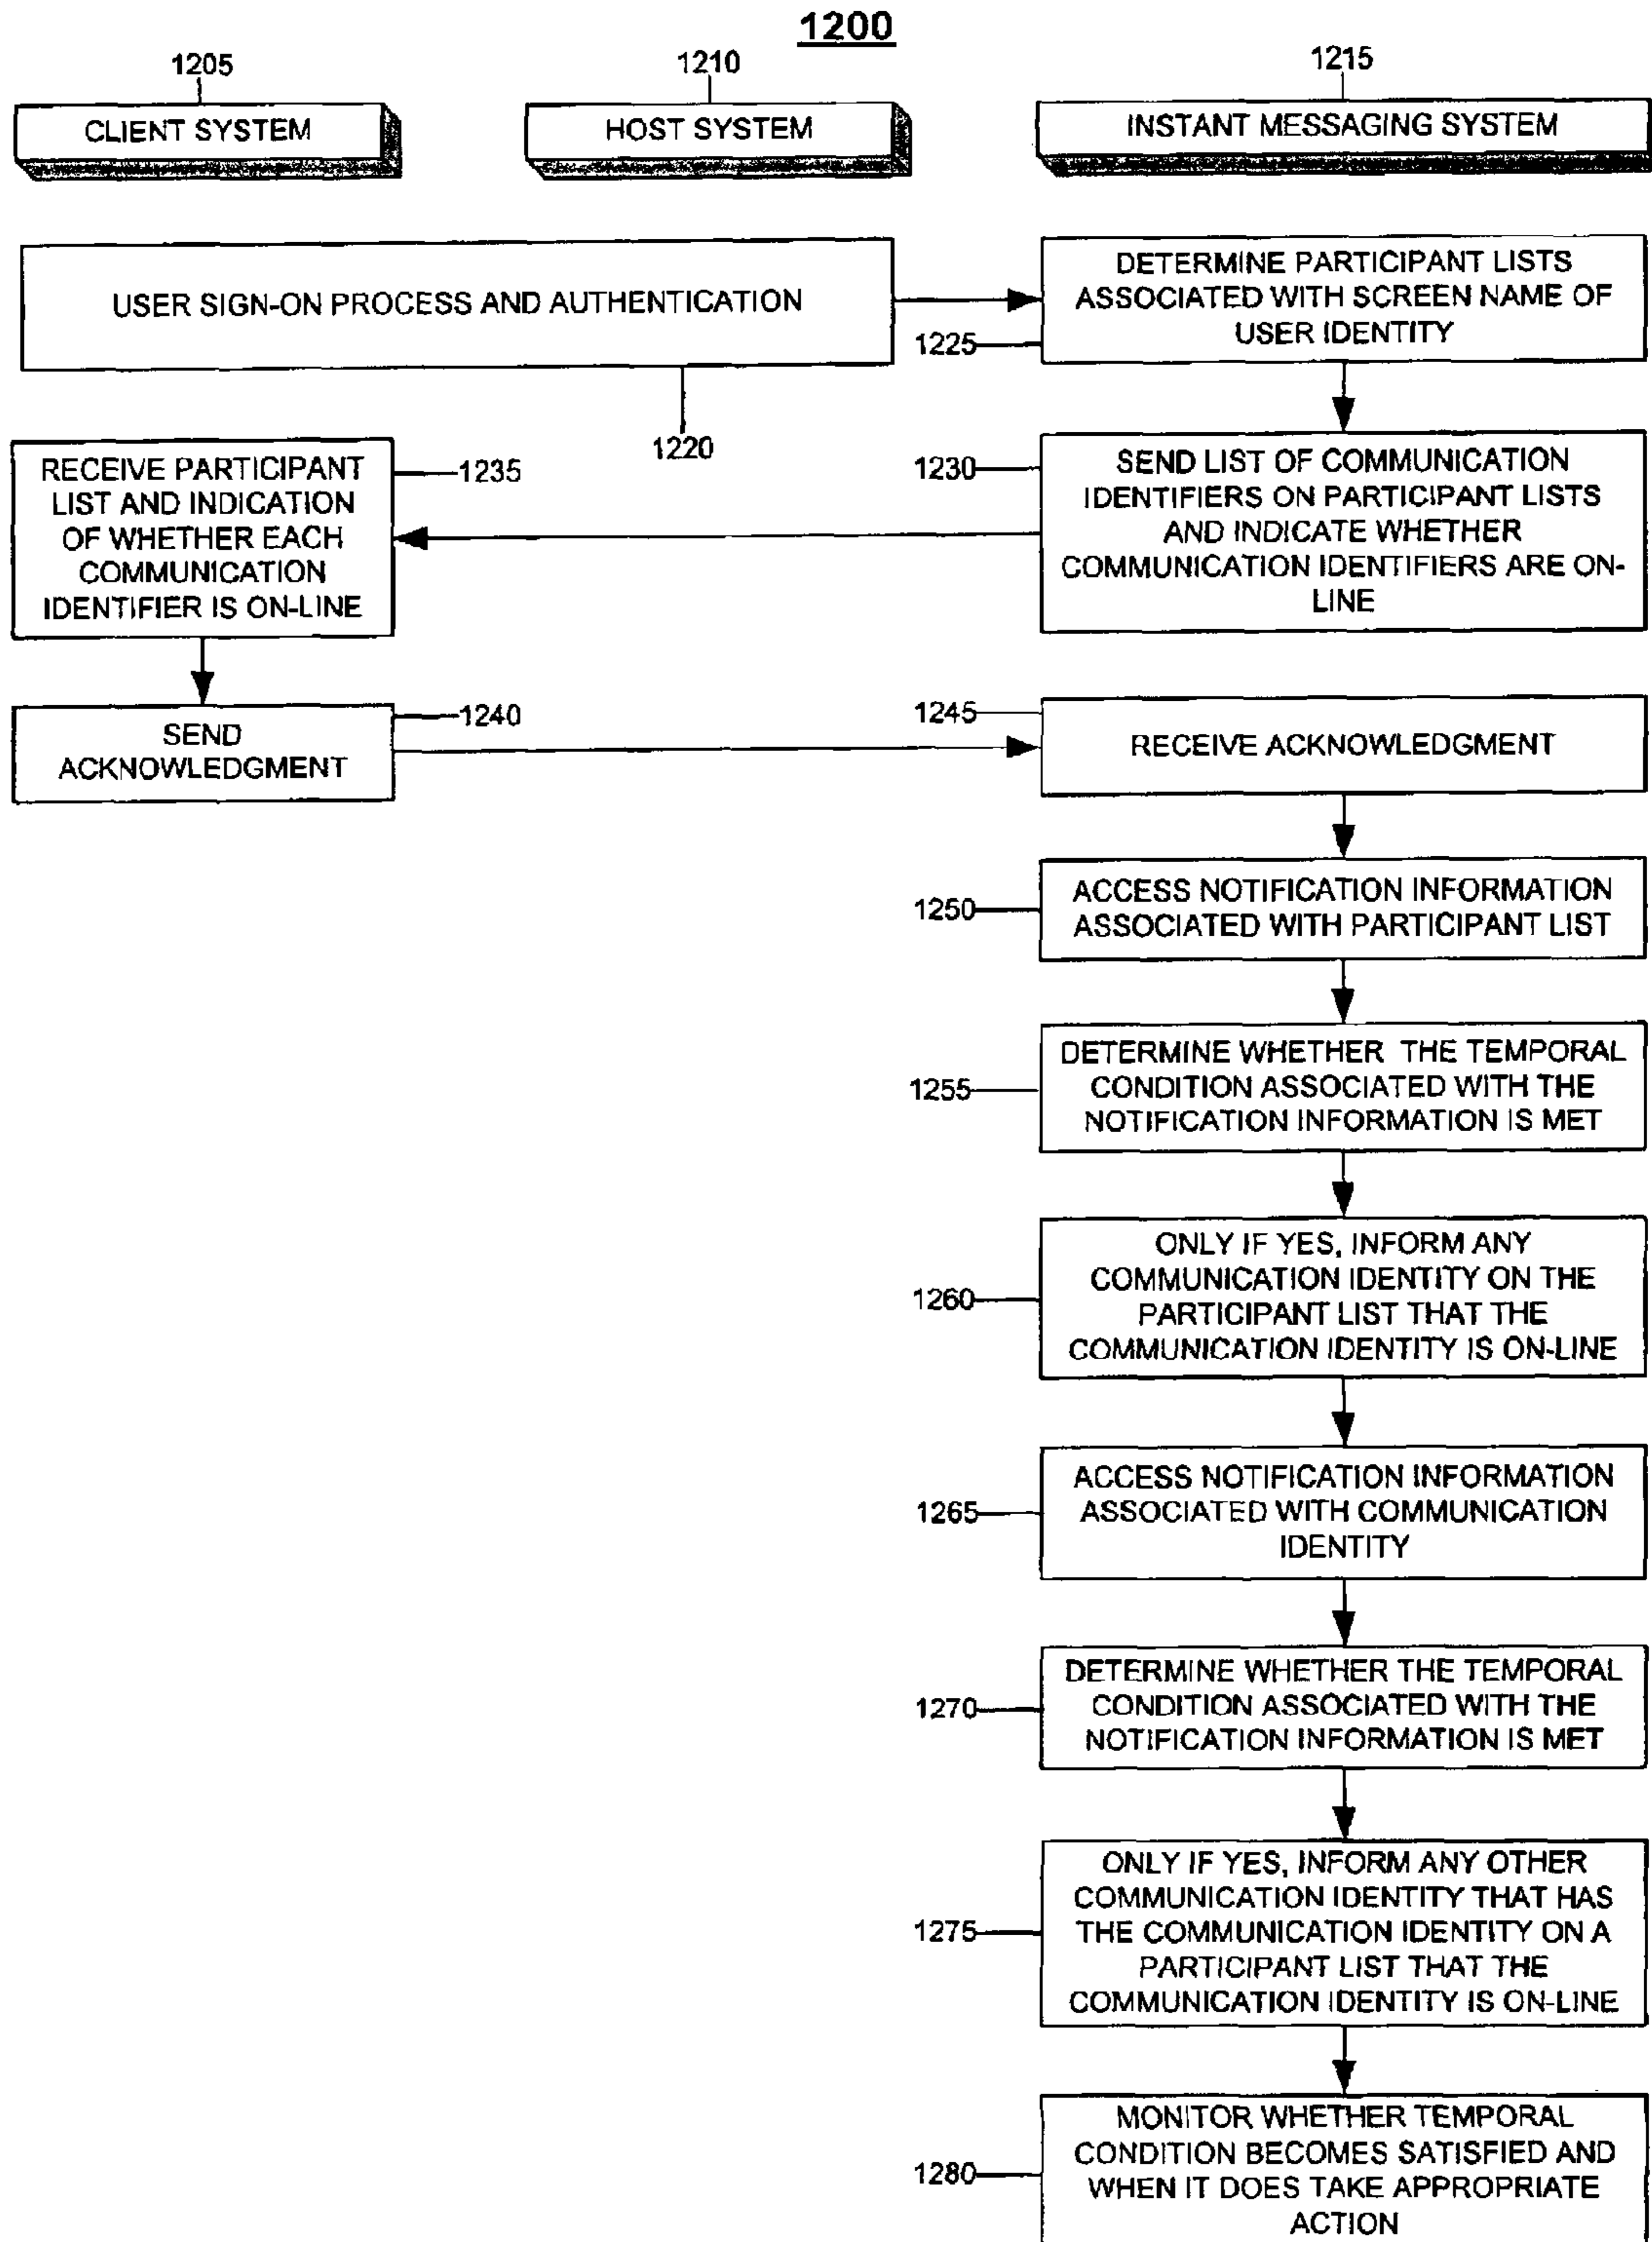 1200
1205
1210
1215
CLIENT SYSTEM
HOST SYSTEM
INSTANT MESSAGING SYSTEM
USER SIGN-ON PROCESS AND AUTHENTICATION
1220
DETERMINE PARTICIPANT LISTS
ASSOCIATED WITH SCREEN NAME OF
USER IDENTITY
1225
SEND LIST OF COMMUNICATION
IDENTIFIERS ON PARTICIPANT LISTS
AND INDICATE WHETHER
COMMUNICATION IDENTIFIERS ARE ON-
LINE
1230
RECEIVE PARTICIPANT
LIST AND INDICATION
OF WHETHER EACH
COMMUNICATION
IDENTIFIER IS ON-LINE
1235
SEND
ACKNOWLEDGMENT
1240
1245
RECEIVE ACKNOWLEDGMENT
1250
ACCESS NOTIFICATION INFORMATION
ASSOCIATED WITH PARTICIPANT LIST
1255
DETERMINE WHETHER THE TEMPORAL
CONDITION ASSOCIATED WITH THE
NOTIFICATION INFORMATION IS MET
1260
ONLY IF YES, INFORM ANY
COMMUNICATION IDENTITY ON THE
PARTICIPANT LIST THAT THE
COMMUNICATION IDENTITY IS ON-LINE
1265
ACCESS NOTIFICATION INFORMATION
ASSOCIATED WITH COMMUNICATION
IDENTITY
1270
DETERMINE WHETHER THE TEMPORAL
CONDITION ASSOCIATED WITH THE
NOTIFICATION INFORMATION IS MET
1275
ONLY IF YES, INFORM ANY OTHER
COMMUNICATION IDENTITY THAT HAS
THE COMMUNICATION IDENTITY ON A
PARTICIPANT LIST THAT THE
COMMUNICATION IDENTITY IS ON-LINE
1280
MONITOR WHETHER TEMPORAL
CONDITION BECOMES SATISFIED AND
WHEN IT DOES TAKE APPROPRIATE
ACTION